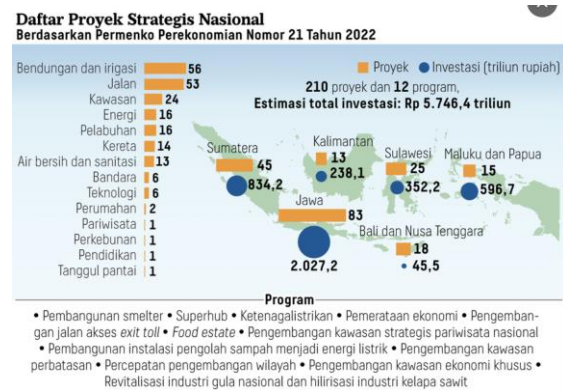 Daftar Proyek Strategis Nasional
Berdasarkan Permenko Perekonomian Nomor 21 Tahun 2022
Bendungan dan irigasi 56
Jalan 53
Kawasan 24
Energi 16
Pelabuhan 16
Kereta 14
Air bersih dan sanitasi 13
Bandara 6
Teknologi 6
Perumahan 2
Pariwisata 1
Perkebunan 1
Pendidikan 1
Tanggul pantai 1
Proyek Investasi (triliun rupiah)
210 proyek dan 12 program,
Estimasi total investasi: Rp 5.746,4 triliun
Sumatera
45
834,2
Kalimantan
13
238,1
Sulawesi
25
352,2
Maluku dan Papua
15
596,7
Jawa
83
2.027,2
Bali dan Nusa Tenggara
18
45,5
Program
• Pembangunan smelter • Superhub • Ketenagalistrikan • Pemerataan ekonomi • Pengemban-
gan jalan akses exit toll • Food estate • Pengembangan kawasan strategis pariwisata nasional
• Pembangunan instalasi pengolah sampah menjadi energi listrik • Pengembangan kawasan
perbatasan • Percepatan pengembangan wilayah • Pengembangan kawasan ekonomi khusus •
Revitalisasi industri gula nasional dan hilirisasi industri kelapa sawit